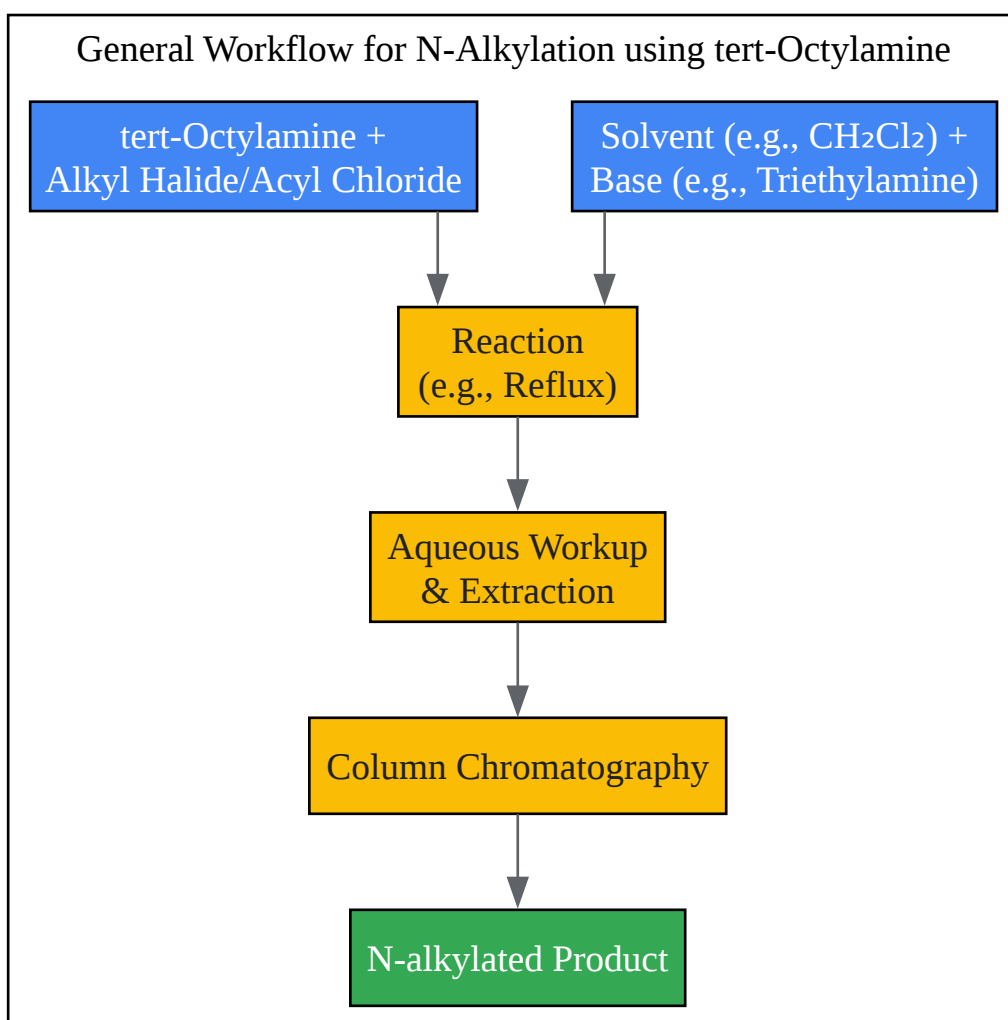 General Workflow for N-Alkylation using tert-Octylamine
tert-Octylamine +
Alkyl Halide/Acyl Chloride
Solvent (e.g., CH₂Cl₂) +
Base (e.g., Triethylamine)
Reaction
(e.g., Reflux)
Aqueous Workup
& Extraction
Column Chromatography
N-alkylated Product